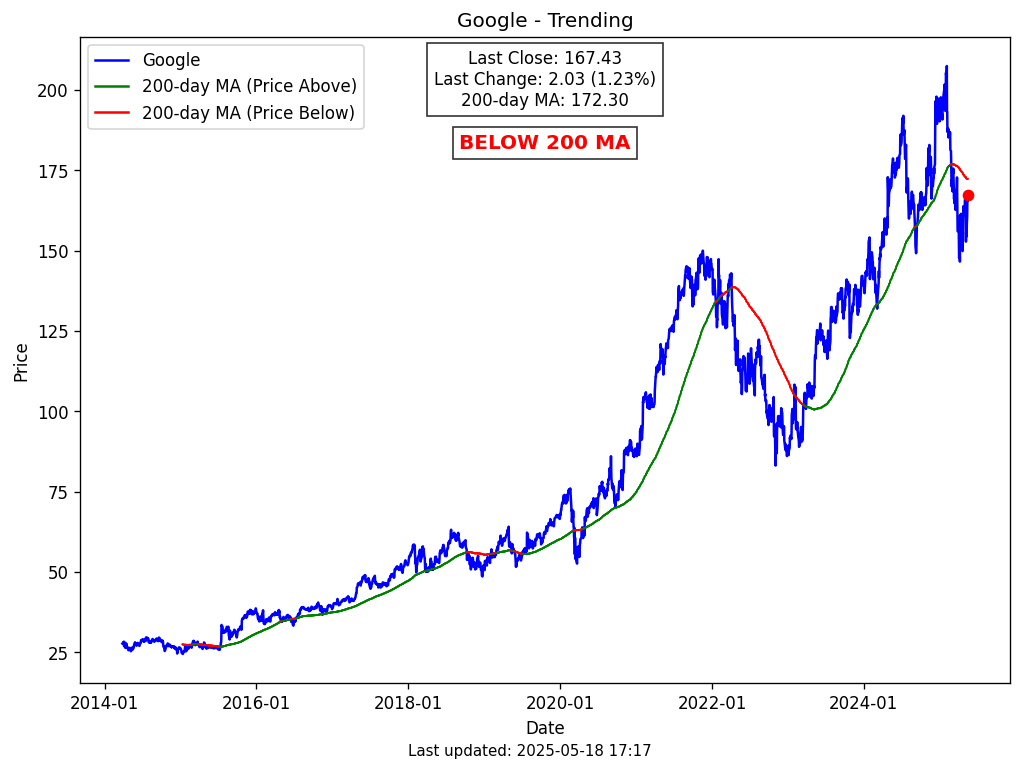 Google - Trending
Google
200-day MA (Price Above)
200-day MA (Price Below)
Last Close: 167.43
Last Change: 2.03 (1.23%)
200-day MA: 172.30
BELOW 200 MA
Price
200
175
150
125
100
75
50
25
2014-01
2016-01
2018-01
2020-01
2022-01
2024-01
Date
Last updated: 2025-05-18 17:17